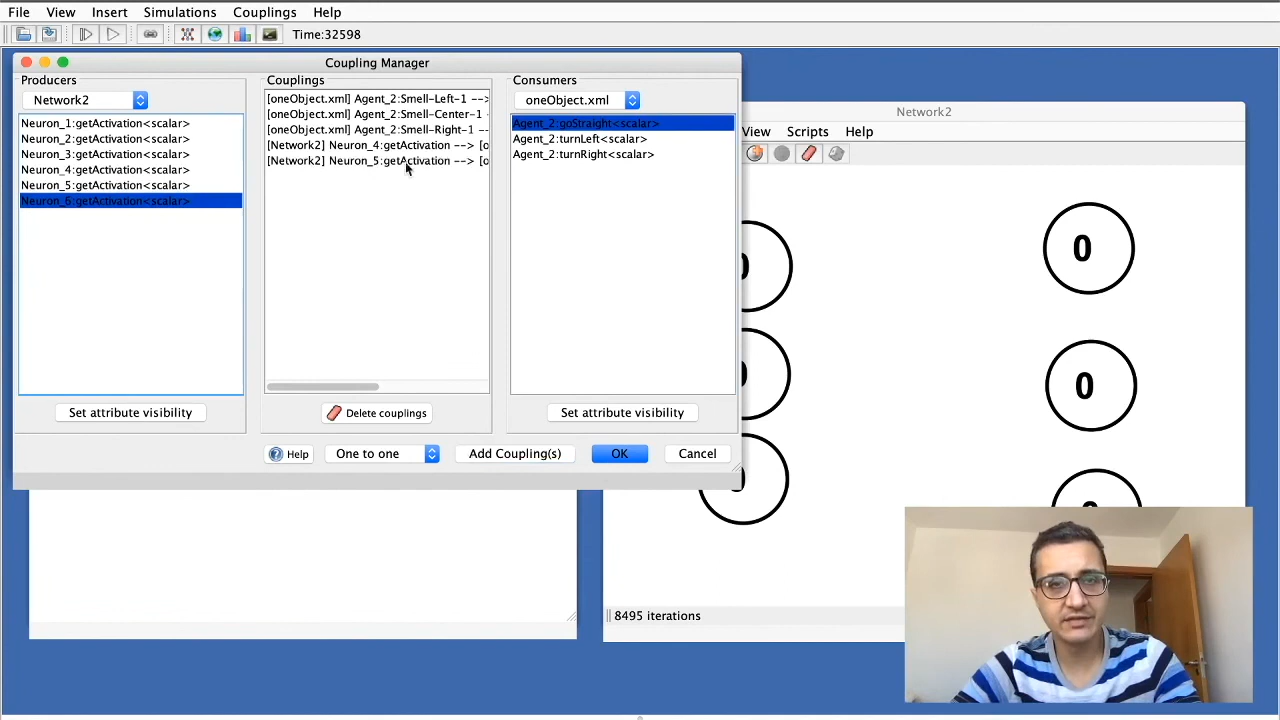 File View Insert Simulations Couplings Help
Time:32598
Coupling Manager
Producers
Network2
Neuron_1:getActivation<scalar>
Neuron_2:getActivation<scalar>
Neuron_3:getActivation<scalar>
Neuron_4:getActivation<scalar>
Neuron_5:getActivation<scalar>
Neuron_6:getActivation<scalar>
Set attribute visibility
Couplings
[oneObject.xml] Agent_2:Smell-Left-1 -->
[oneObject.xml] Agent_2:Smell-Center-1 -
[oneObject.xml] Agent_2:Smell-Right-1 --
[Network2] Neuron_4:getActivation --> [o
[Network2] Neuron_5:getActivation --> [o
Delete couplings
Consumers
oneObject.xml
Agent_2:goStraight<scalar>
Agent_2:turnLeft<scalar>
Agent_2:turnRight<scalar>
Set attribute visibility
Help One to one Add Coupling(s) OK Cancel
Network2
View Scripts Help
0
0
0
0
8495 iterations